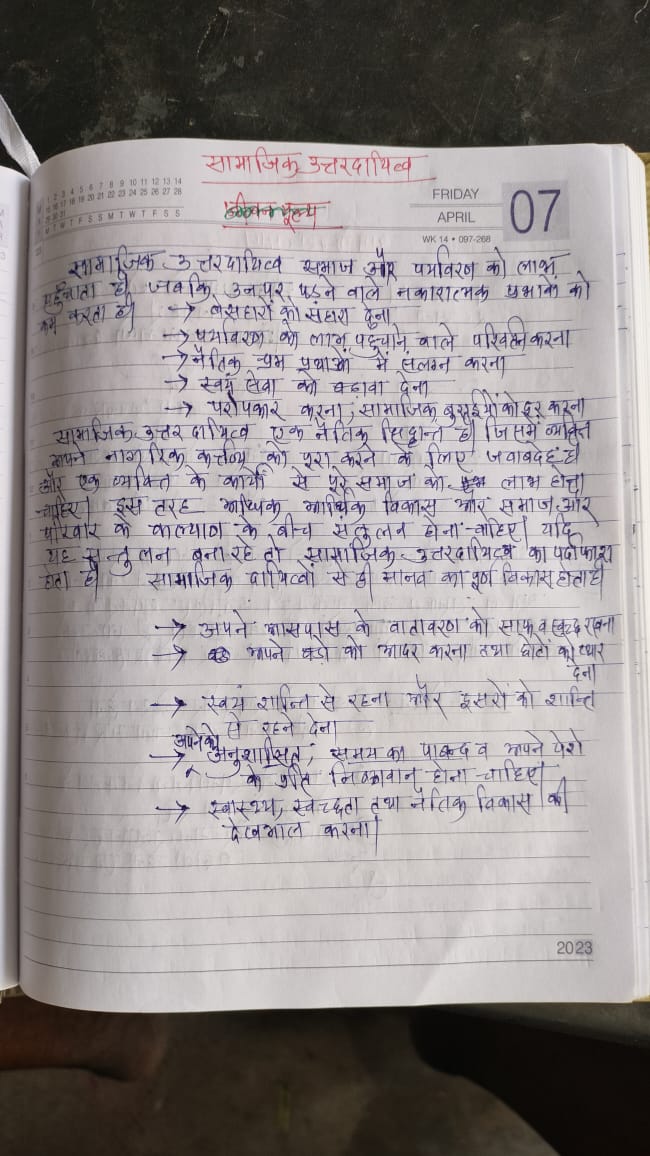 सामाजिक उत्तरदायित्व
जीवन मूल्य
1 2 3 4 5 6 7 8 9 10 11 12 13 14
15 16 17 18 19 20 21 22 23 24 25 26 27 28
29 30 31
M T W T F S S M T W T F S S
FRIDAY
APRIL
07
WK 14 • 097-268
सामाजिक उत्तरदायित्व समाज और पर्यावरण को लाभ
पहुँचाता है। जबकि उनपर पड़ने वाले नकारात्मक प्रभाव को
कम करता है। → बेसहारों को सहारा देना
→ पर्यावरण को लाभ पहुचाने वाले परिवर्तन करना
→ नैतिक श्रम प्रथाओं में संलग्न करना
→ स्वयं सेवा को बढावा देना
→ परोपकार करना, सामाजिक बुराईयों को दूर करना
सामाजिक उत्तरदायित्व एक नैतिक सिद्धान्त है। जिसमें व्यक्ति
अपने नागरिक कर्त्तव्य को पूरा करने के लिए जवाबदेह है।
और एक व्यक्ति के कार्यो से पूरे समाज को लाभ होना
चाहिए। इस तरह आर्थिक विकास और समाज और
परिवार के कल्याण के बीच संतुलन होना चाहिए। यदि
यह सन्तुलन बना रहे तो सामाजिक उत्तरदायित्व का पर्दाफाश
होता है। सामाजिक दायित्वों से ही मानव का पूर्ण विकास होता है।
→ अपने आसपास के वातावरण को साफ व स्वच्छ रखना
→ अपने बड़ो को आदर करना तथा छोटों को प्यार
देना
→ स्वयं शान्ति से रहना और दूसरों को शान्ति
से रहने देना
अपने को
→ अनुशासित, समय का पाबन्द व अपने पेशे
के प्रति निष्ठावान होना चाहिए।
→ स्वास्थ्य, स्वच्छता तथा नैतिक विकास की
देखभाल करना।
2023